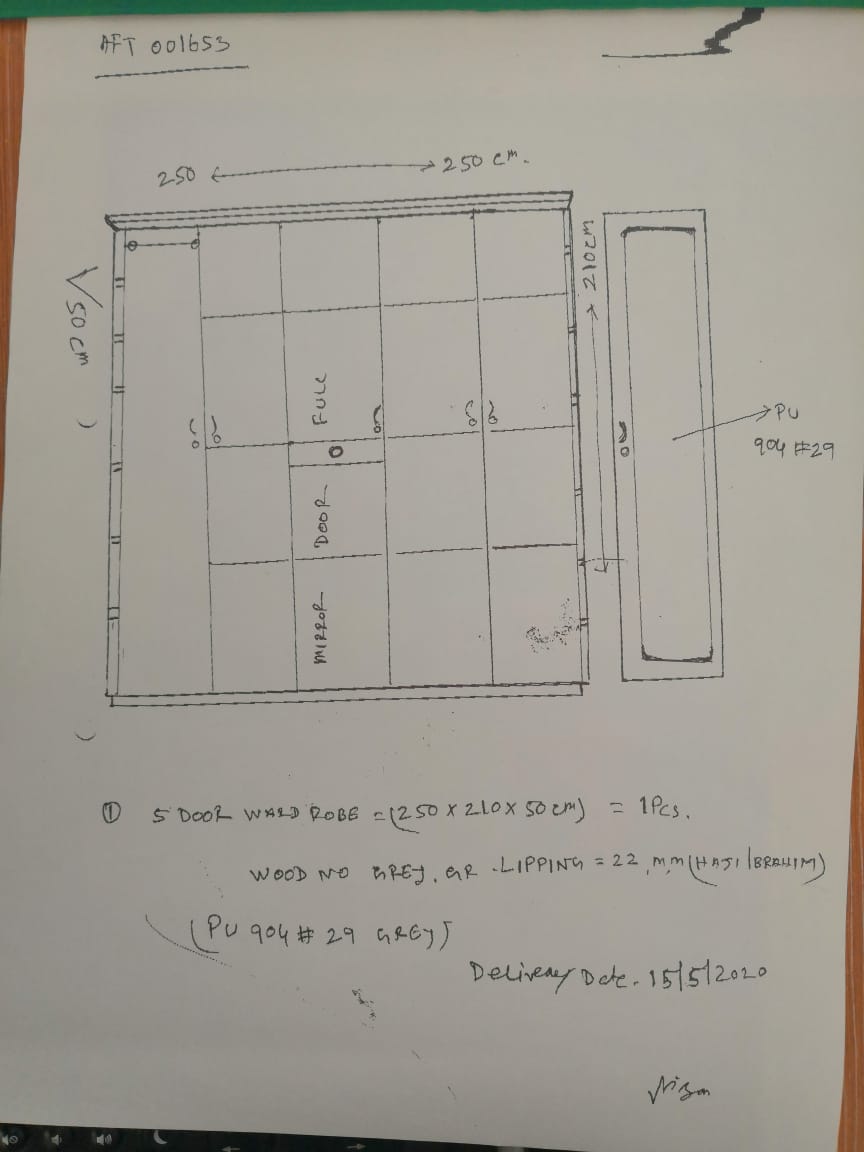 AFT 001653
250 250 cm.
50 cm
210 cm
FULL
DOOR
MIRROR
PU
904 #29
① 5 DOOR WARD ROBE = (250 X 210 X 50 cm) = 1 Pcs.
WOOD NO GREY. GR. LIPPING = 22 MM (HAJI IBRAHIM)
(PU 904 # 29 GREY)
Delivery Date. 15/5/2020